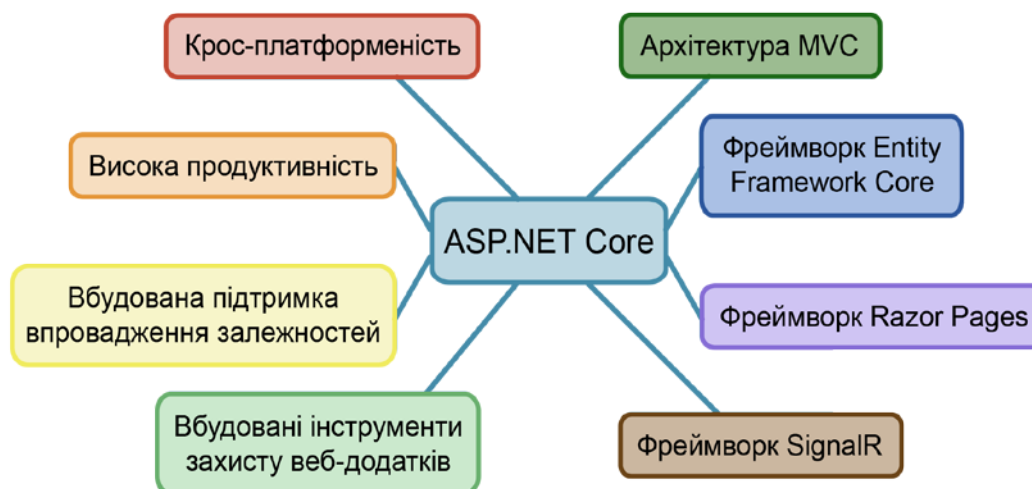 Крос-платформеність
Архітектура MVC
Висока продуктивність
Фреймворк Entity
Framework Core
ASP.NET Core
Вбудована підтримка
впровадження залежностей
Фреймворк Razor Pages
Вбудовані інструменти
захисту веб-додатків
Фреймворк SignalR